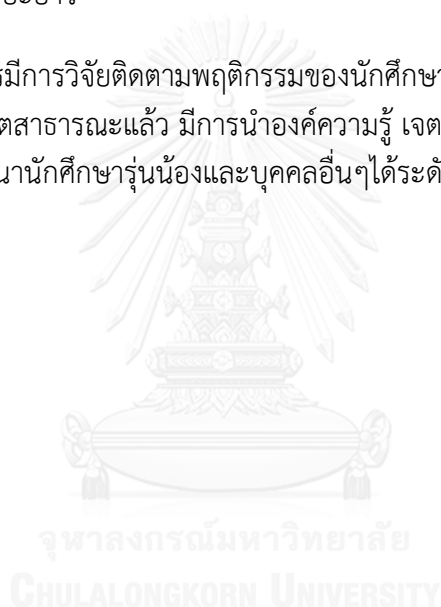 รมีการวิจัยติดตามพฤติกรรมของนักศึกษา
ตสาธารณะแล้ว มีการนำองค์ความรู้ เจต
นานักศึกษารุ่นน้องและบุคคลอื่นๆได้ระดั
จุฬาลงกรณ์มหาวิทยาลัย
CHULALONGKORN UNIVERSITY